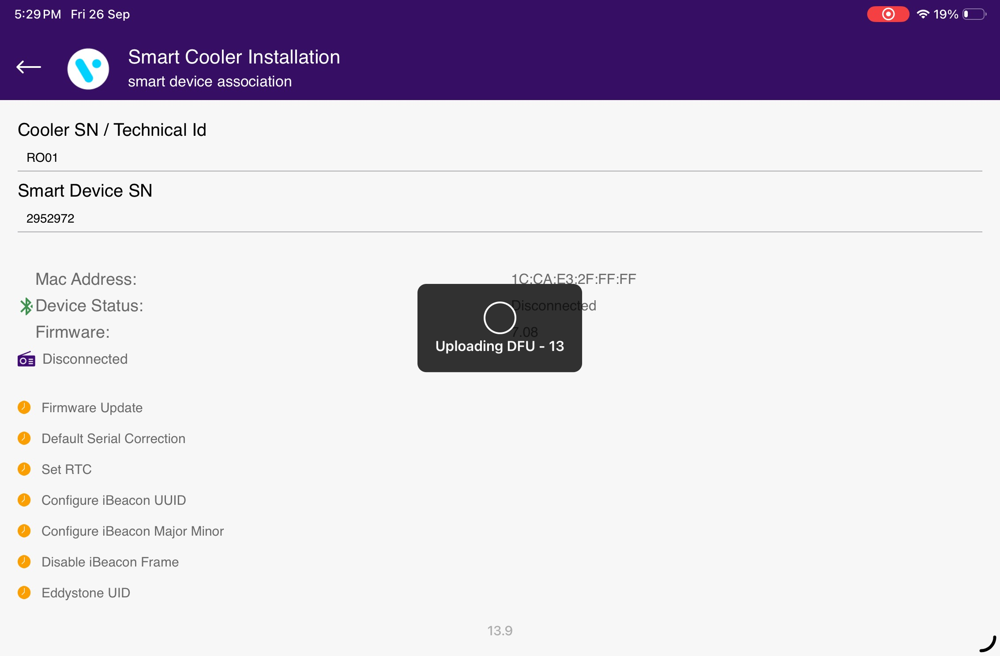 5:29 PM Fri 26 Sep
19%
Smart Cooler Installation
smart device association
Cooler SN / Technical Id
RO01
Smart Device SN
2952972
Mac Address: 1C:CA:E3:2F:FF:FF
Device Status: Disconnected
Firmware: 7.08
Uploading DFU - 13
Disconnected
Firmware Update
Default Serial Correction
Set RTC
Configure iBeacon UUID
Configure iBeacon Major Minor
Disable iBeacon Frame
Eddystone UID
13.9